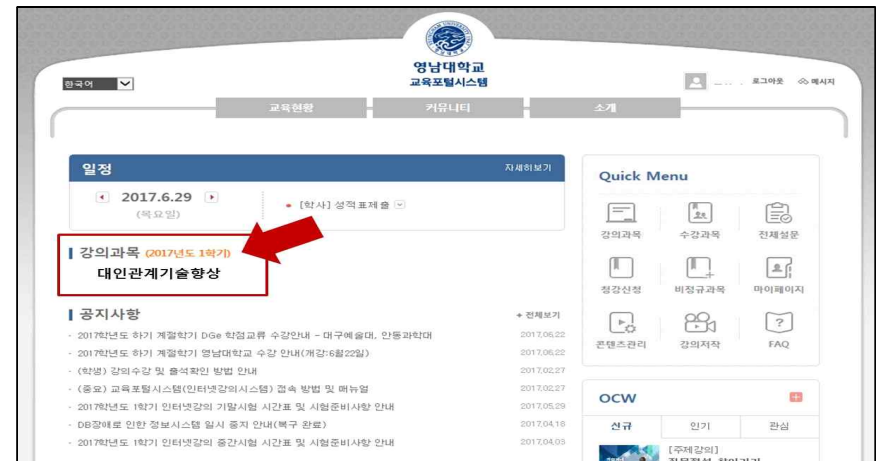 영남대학교
교육포털시스템
한국어
로그아웃 메시지
교육현황 커뮤니티 소개
일정 자세히보기
2017.6.29
(목요일)
[학사] 성적표제출
강의과목 (2017년도 1학기)
대인관계기술향상
공지사항 + 전체보기
· 2017학년도 하기 계절학기 DGe 학점교류 수강안내 - 대구예술대, 안동과학대 2017.06.22
· 2017학년도 하기 계절학기 영남대학교 수강 안내(개강:6월22일) 2017.06.22
· (학생) 강의수강 및 출석확인 방법 안내 2017.02.27
· (중요) 교육포털시스템(인터넷강의시스템) 접속 방법 및 매뉴얼 2017.02.27
· 2017학년도 1학기 인터넷강의 기말시험 시간표 및 시험준비사항 안내 2017.05.29
· DB장애로 인한 정보시스템 일시 중지 안내(복구 완료) 2017.04.18
· 2017학년도 1학기 인터넷강의 중간시험 시간표 및 시험준비사항 안내 2017.04.03
Quick Menu
강의과목 수강과목 전체설문
청강신청 비정규과목 마이페이지
콘텐츠관리 강의저작 FAQ
OCW
신규 인기 관심
[주제강의]